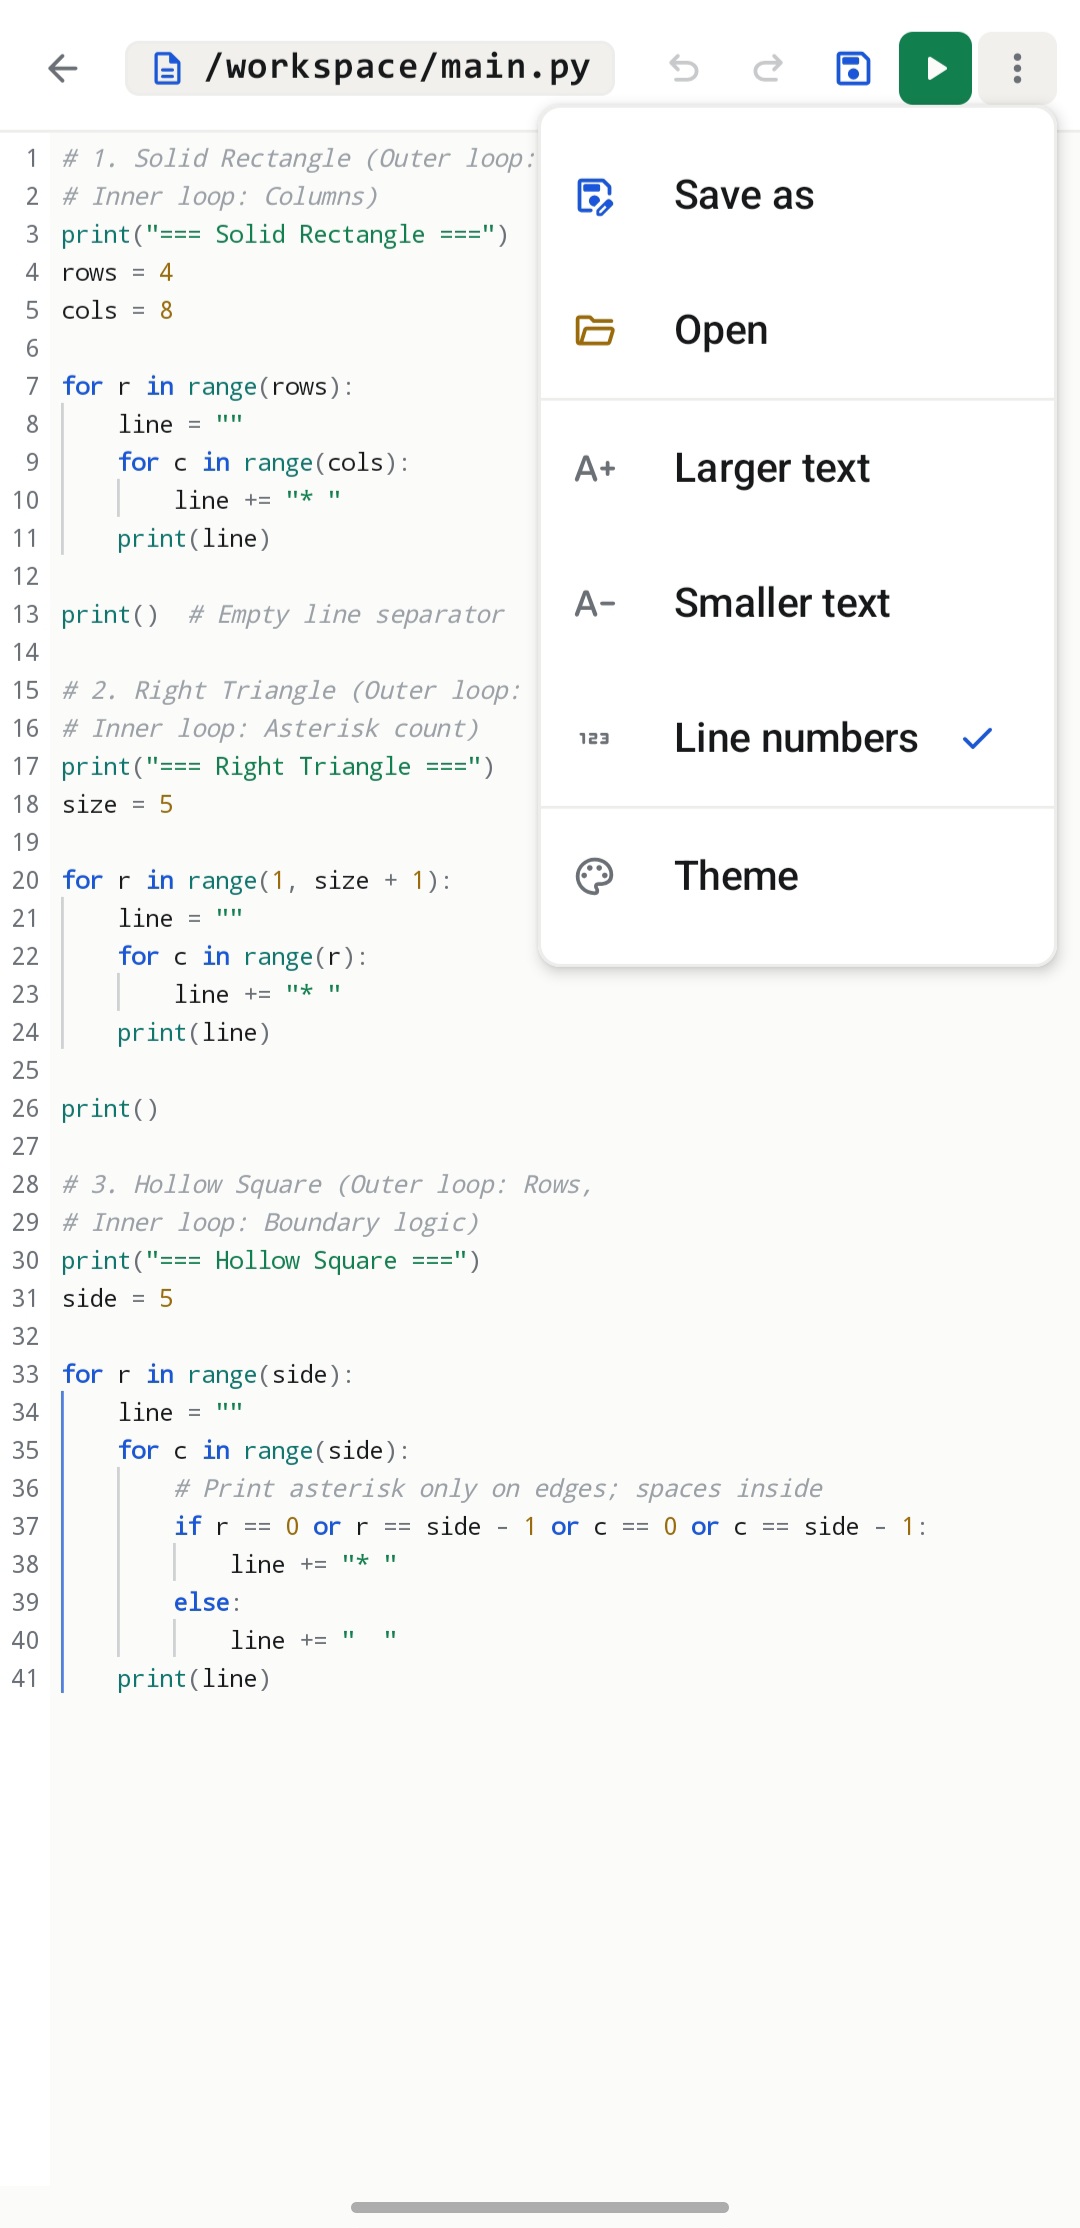 /workspace/main.py
Save as
Open
A+ Larger text
A- Smaller text
123 Line numbers
Theme
1 # 1. Solid Rectangle (Outer loop:
2 # Inner loop: Columns)
3 print("=== Solid Rectangle ===")
4 rows = 4
5 cols = 8
6
7 for r in range(rows):
8     line = ""
9     for c in range(cols):
10         line += "* "
11     print(line)
12
13 print()  # Empty line separator
14
15 # 2. Right Triangle (Outer loop:
16 # Inner loop: Asterisk count)
17 print("=== Right Triangle ===")
18 size = 5
19
20 for r in range(1, size + 1):
21     line = ""
22     for c in range(r):
23         line += "* "
24     print(line)
25
26 print()
27
28 # 3. Hollow Square (Outer loop: Rows,
29 # Inner loop: Boundary logic)
30 print("=== Hollow Square ===")
31 side = 5
32
33 for r in range(side):
34     line = ""
35     for c in range(side):
36         # Print asterisk only on edges; spaces inside
37         if r == 0 or r == side - 1 or c == 0 or c == side - 1:
38             line += "* "
39         else:
40             line += "  "
41     print(line)